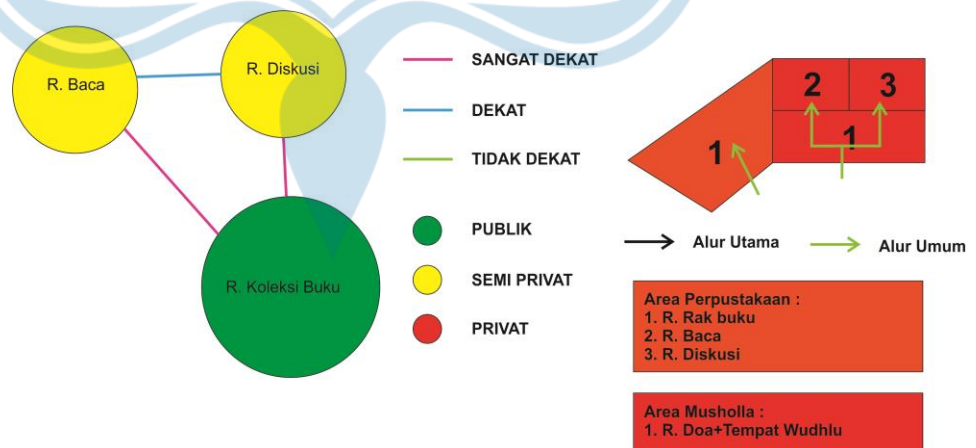 R. Baca
R. Diskusi
R. Koleksi Buku
SANGAT DEKAT
DEKAT
TIDAK DEKAT
PUBLIK
SEMI PRIVAT
PRIVAT
2
3
1
1
Alur Utama
Alur Umum
Area Perpustakaan :
1. R. Rak buku
2. R. Baca
3. R. Diskusi
Area Musholla :
1. R. Doa+Tempat Wudhlu